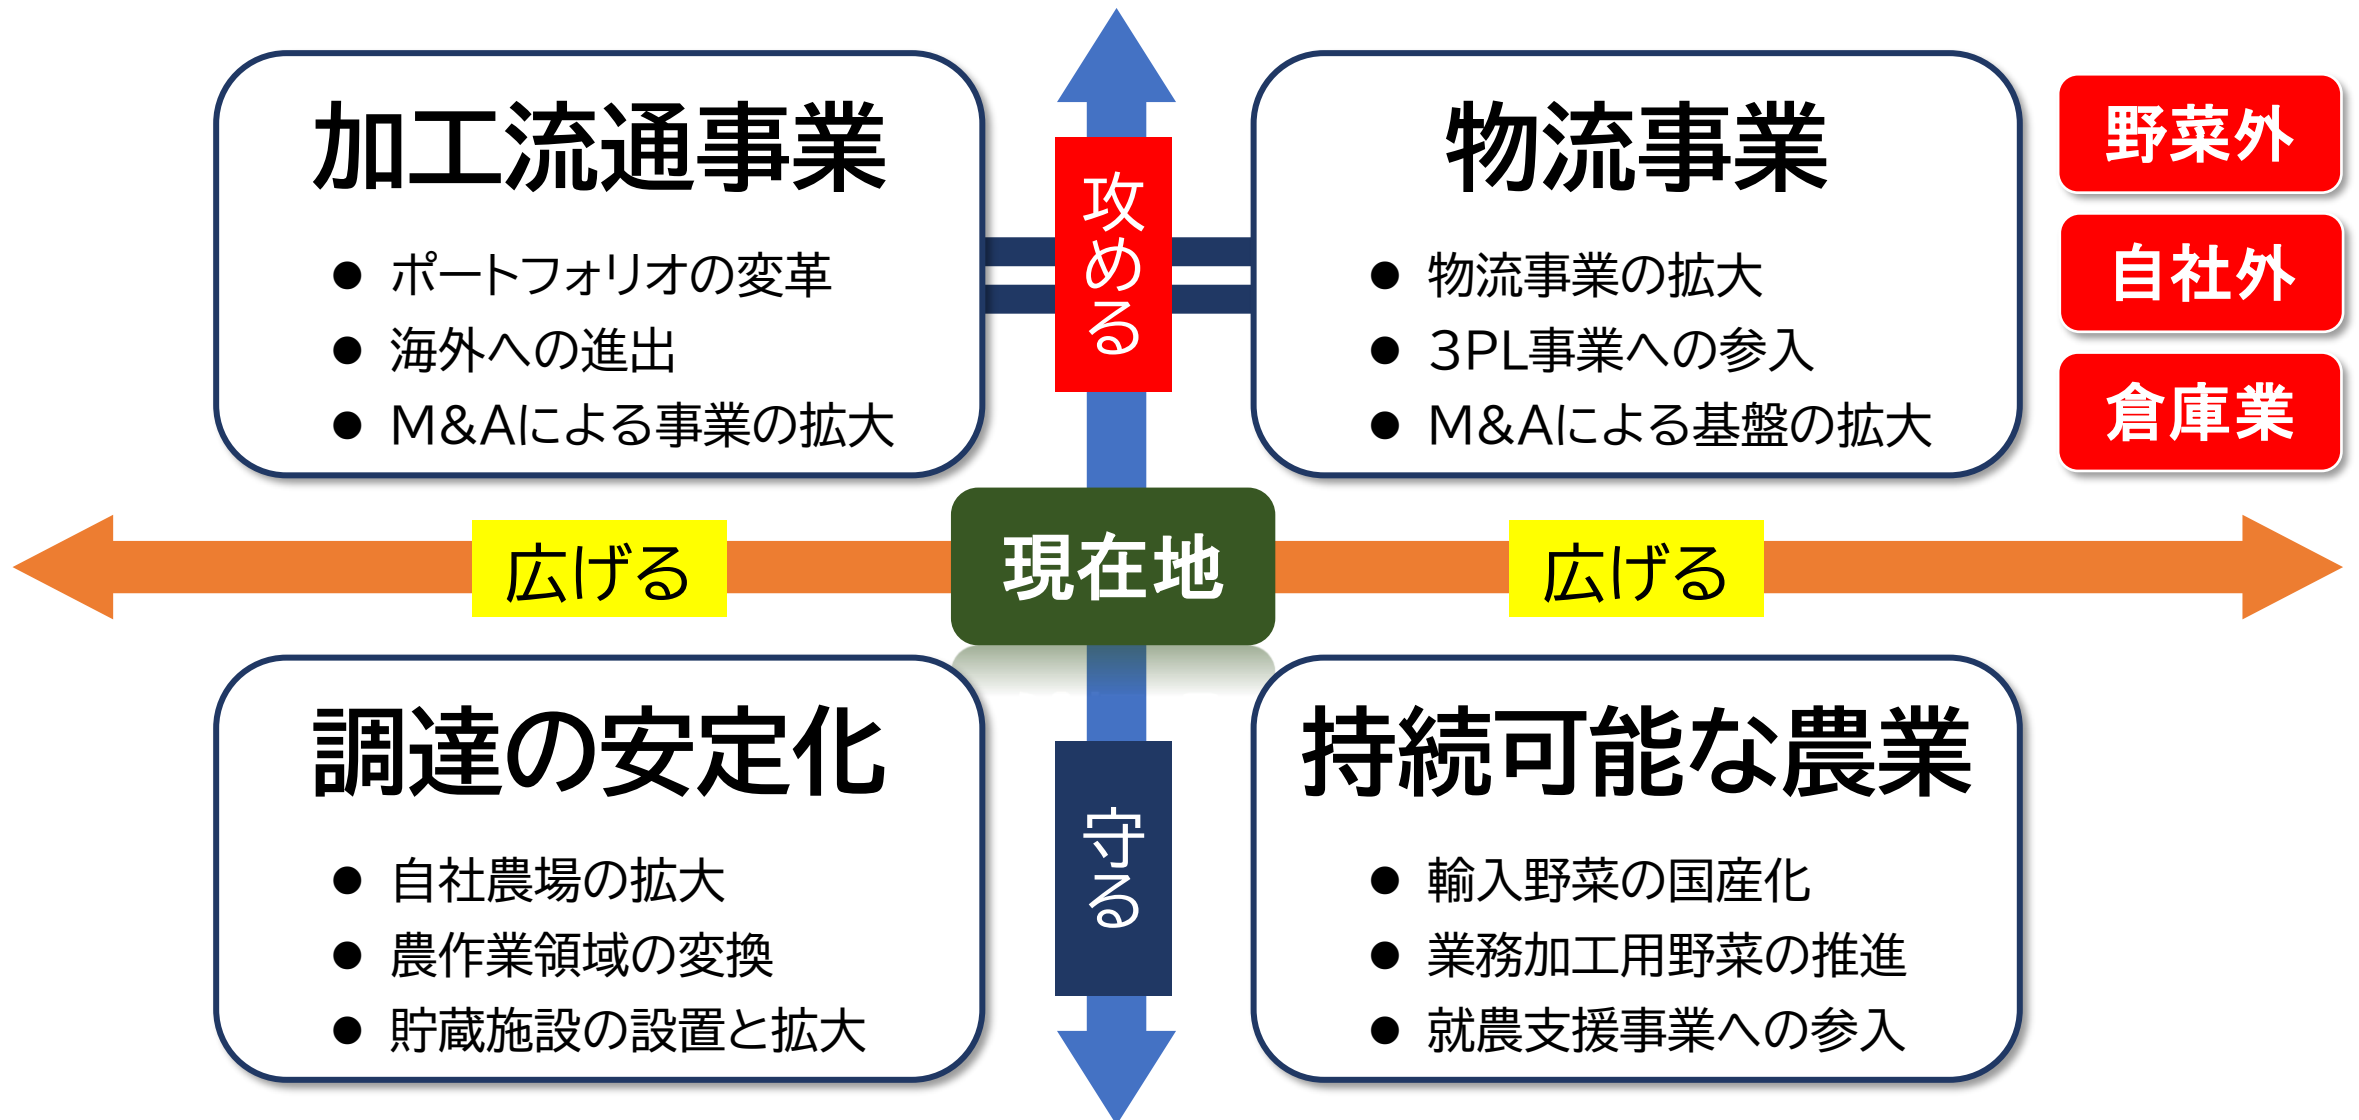 加工流通事業
● ポートフォリオの変革
● 海外への進出
● M&Aによる事業の拡大
攻める
物流事業
● 物流事業の拡大
● 3PL事業への参入
● M&Aによる基盤の拡大
野菜外
自社外
倉庫業
広げる
現在地
広げる
調達の安定化
● 自社農場の拡大
● 農作業領域の変換
● 貯蔵施設の設置と拡大
守る
持続可能な農業
● 輸入野菜の国産化
● 業務加工用野菜の推進
● 就農支援事業への参入